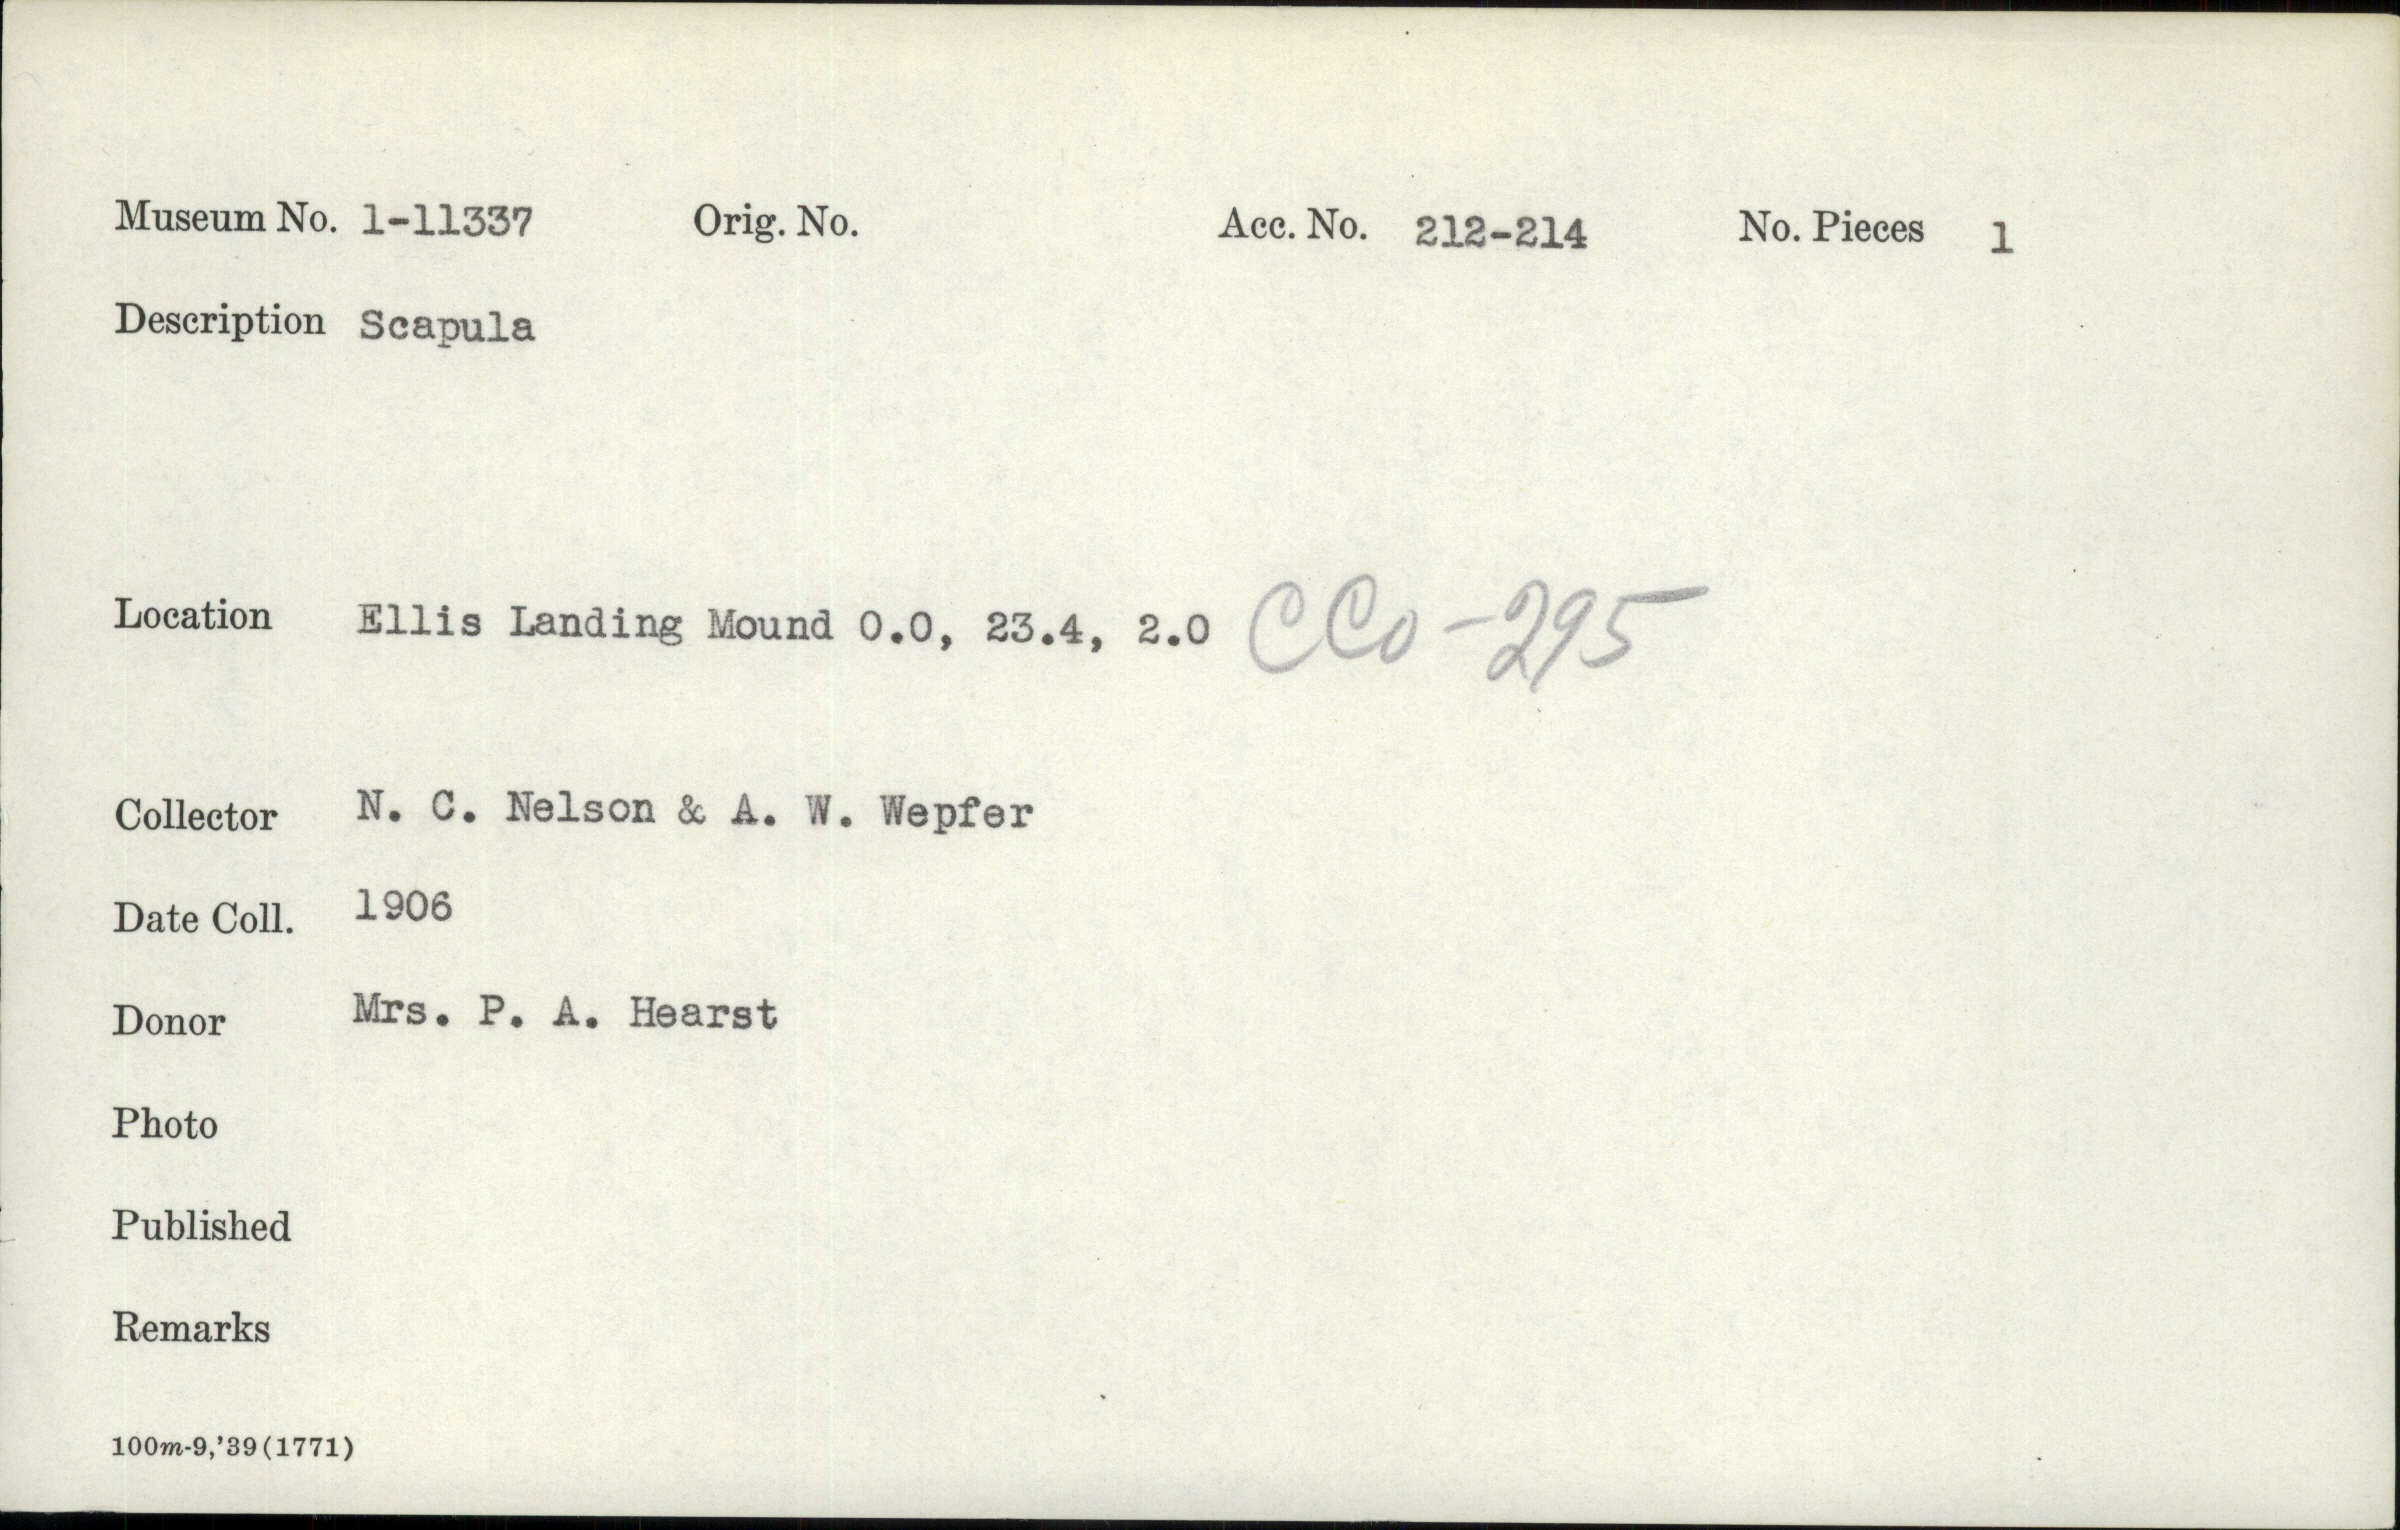 Museum No. 1-11337 Orig. No. Acc. No. 212-214 No. Pieces 1
Description Scapula
Location Ellis Landing Mound 0.0, 23.4, 2.0 CCo-295
Collector N. C. Nelson & A. W. Wepfer
Date Coll. 1906
Donor Mrs. P. A. Hearst
Photo
Published
Remarks
100m-9,'39(1771)